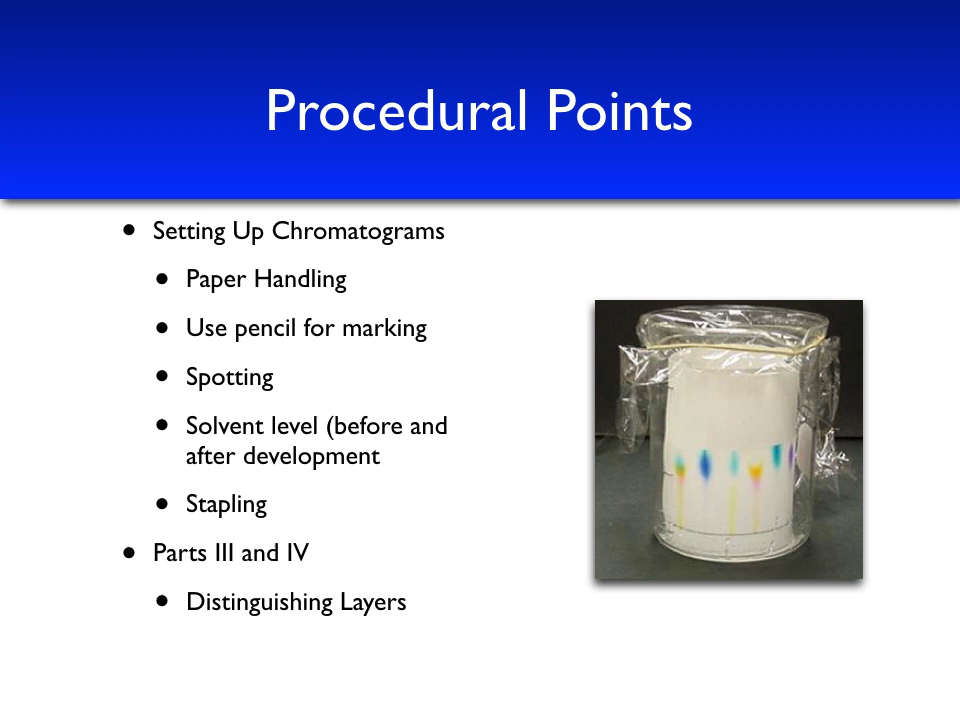 Procedural Points
• Setting Up Chromatograms
• Paper Handling
• Use pencil for marking
• Spotting
• Solvent level (before and
after development
• Stapling
• Parts III and IV
• Distinguishing Layers